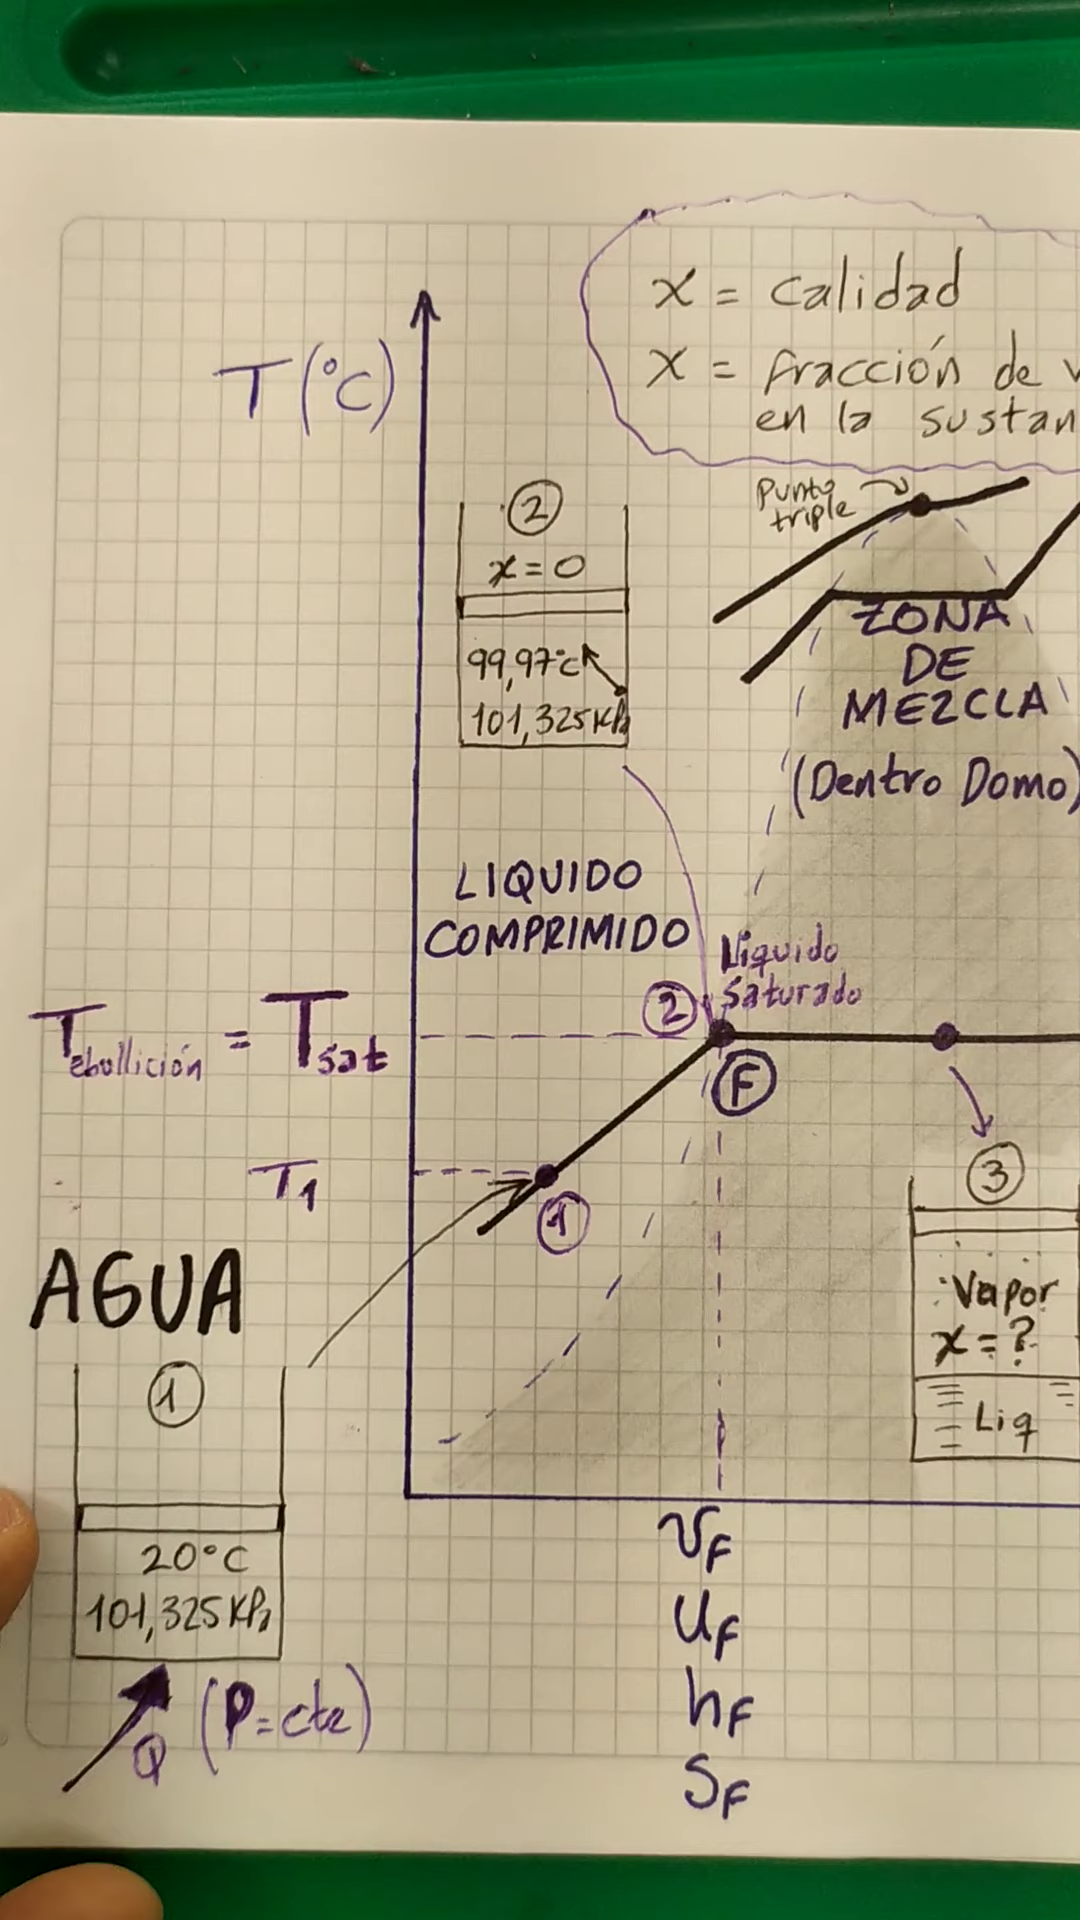 x = Calidad
x = fracción de
en la sustan
T (°C)
Punto
triple
②
x = 0
99,97°C
101,325 KPa
ZONA
DE
MEZCLA
(Dentro Domo)
LIQUIDO
COMPRIMIDO
Liquido
Saturado
②
Tebullición = Tsat
F
T1
①
③
Vapor
x = ?
Liq
AGUA
①
20°C
101,325 KPa
Q (P=cte)
VF
UF
hF
SF